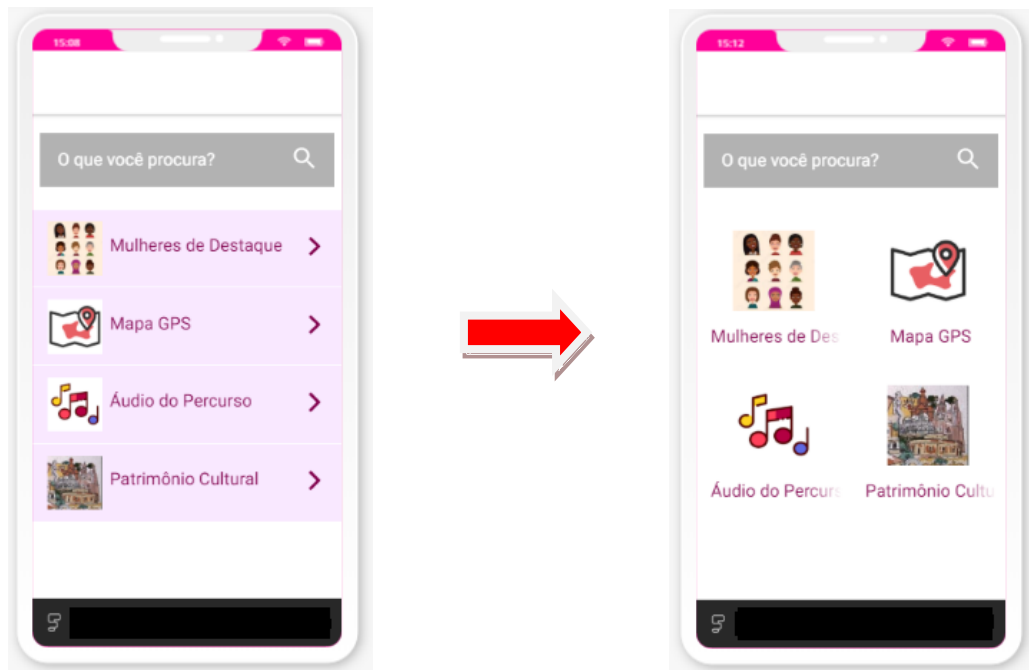 15:08
O que você procura?
Mulheres de Destaque
Mapa GPS
Áudio do Percurso
Patrimônio Cultural
15:12
O que você procura?
Mulheres de Des
Mapa GPS
Áudio do Percurs
Patrimônio Cultu